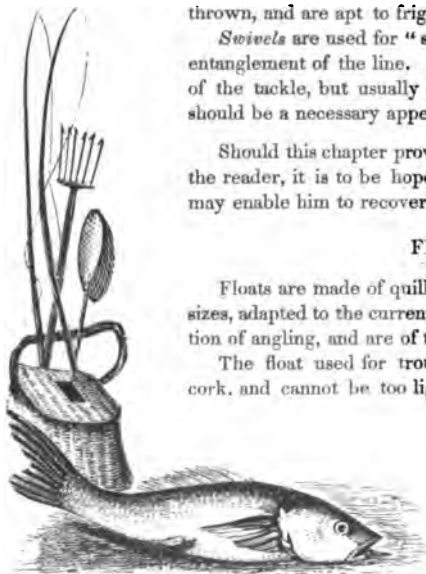 thrown, and are apt to frig
Swivels are used for " s
entanglement of the line.
of the tackle, but usually
should be a necessary appe
Should this chapter prov
the reader, it is to be hope
may enable him to recover
Fl
Floats are made of quill
sizes, adapted to the current
tion of angling, and are of t
The float used for trou
cork. and cannot be too lig